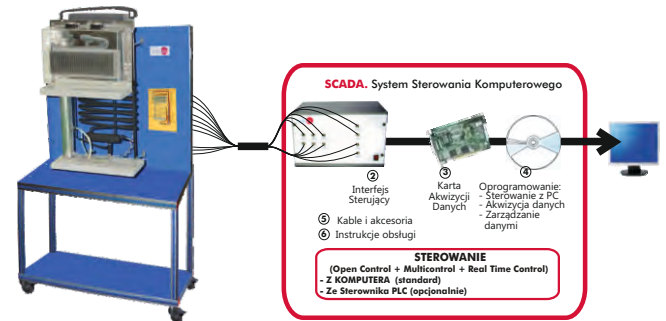 SCADA. System Sterowania Komputerowego
② Interfejs
Sterujący
③ Karta
Akwizycji
Danych
④ Oprogramowanie:
- Sterowanie z PC
- Akwizycja danych
- Zarządzanie
danymi
⑤ Kable i akcesoria
⑥ Instrukcje obsługi
STEROWANIE
(Open Control + Multicontrol + Real Time Control)
- Z KOMPUTERA (standard)
- Ze Sterownika PLC (opcjonalnie)